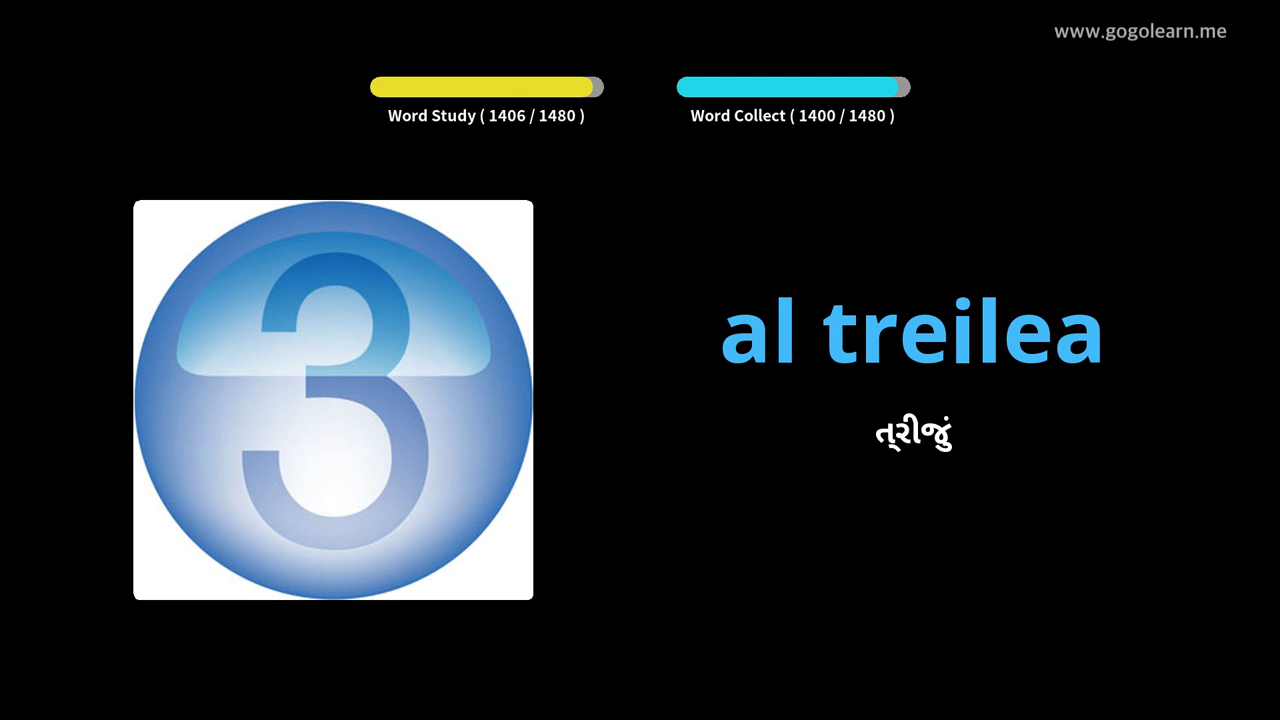 www.gogolearn.me
Word Study ( 1406 / 1480 )
Word Collect ( 1400 / 1480 )
3
al treilea
ત્રીજું